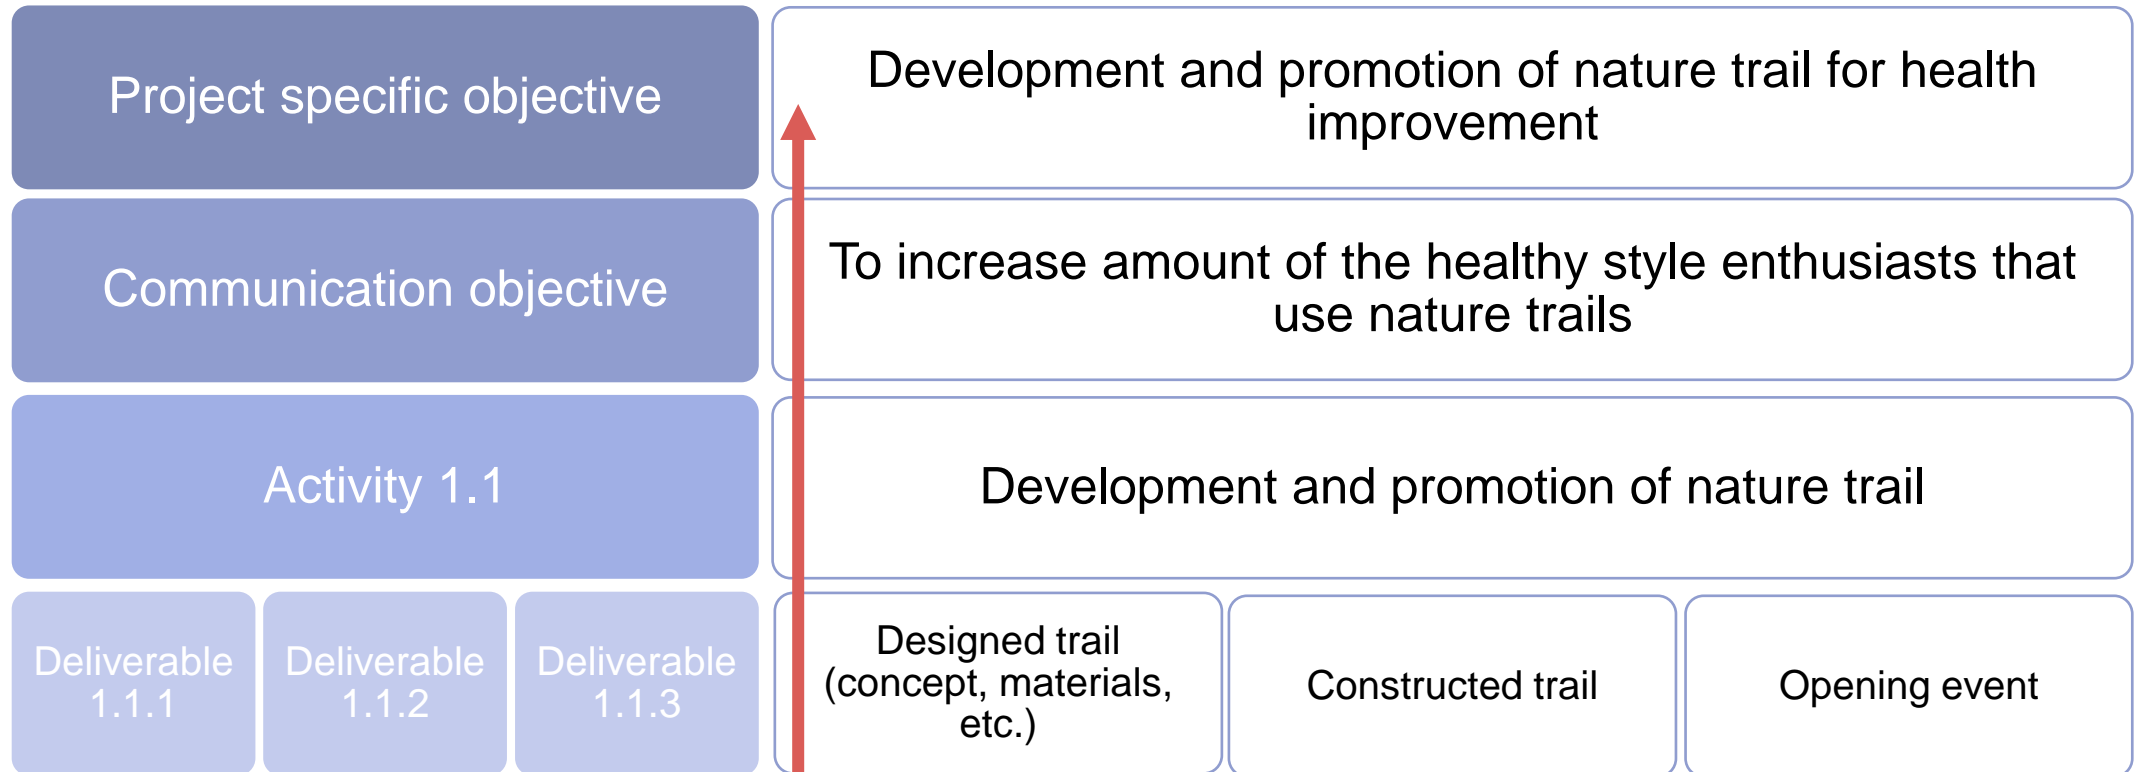 Project specific objective
Development and promotion of nature trail for health
improvement
Communication objective
To increase amount of the healthy style enthusiasts that
use nature trails
Activity 1.1
Development and promotion of nature trail
Deliverable
1.1.1
Deliverable
1.1.2
Deliverable
1.1.3
Designed trail
(concept, materials,
etc.)
Constructed trail
Opening event